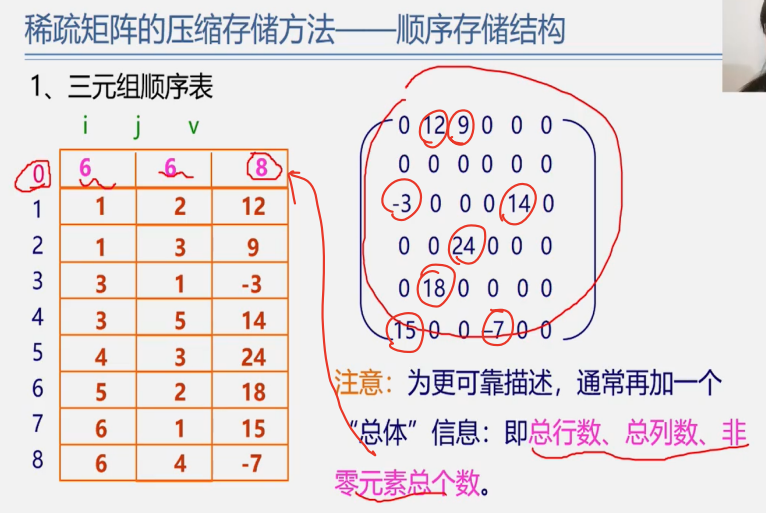 稀疏矩阵的压缩存储方法——顺序存储结构
1、三元组顺序表
i j v
0 6 6 8
1 1 2 12
2 1 3 9
3 3 1 -3
4 3 5 14
5 4 3 24
6 5 2 18
7 6 1 15
8 6 4 -7
0 12 9 0 0 0
0 0 0 0 0 0
-3 0 0 0 14 0
0 0 24 0 0 0
0 18 0 0 0 0
15 0 0 -7 0 0
注意：为更可靠描述，通常再加一个
“总体”信息：即总行数、总列数、非
零元素总个数。